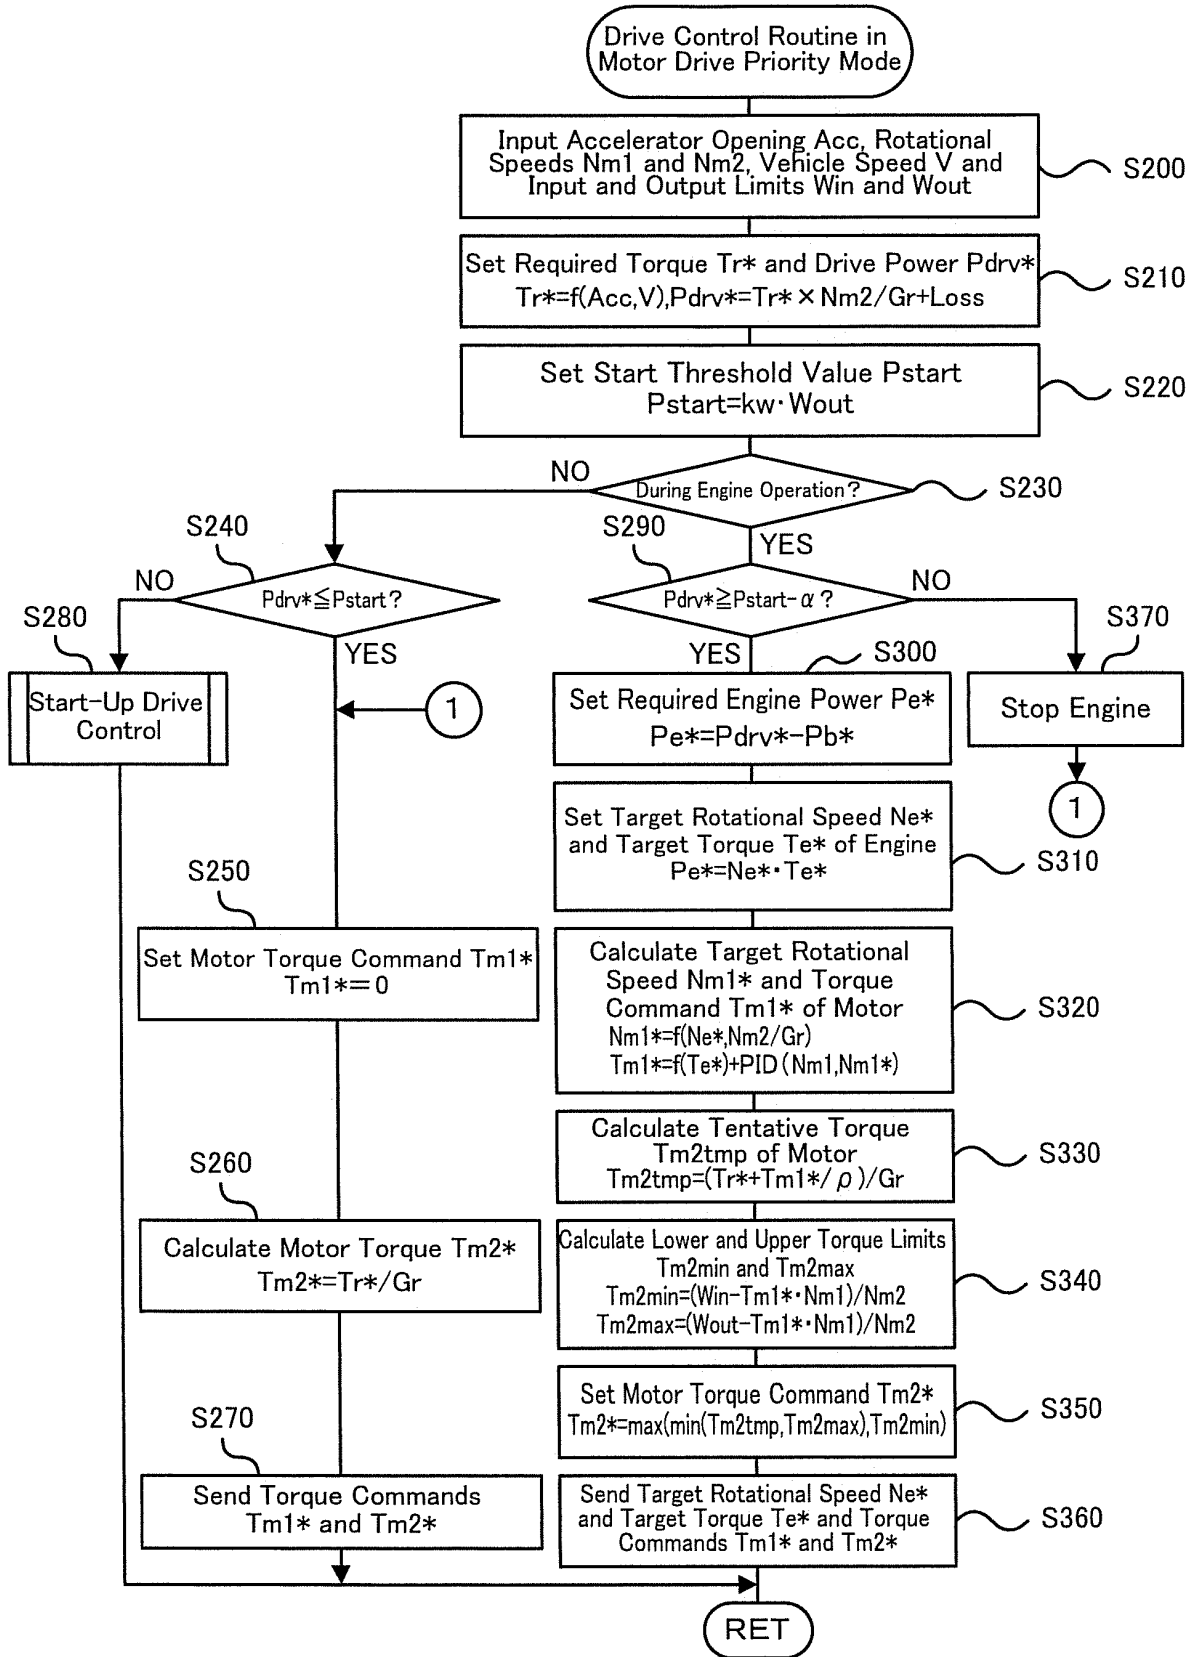 Drive Control Routine in
Motor Drive Priority Mode
Input Accelerator Opening Acc, Rotational
Speeds Nm1 and Nm2, Vehicle Speed V and
Input and Output Limits Win and Wout
S200
Set Required Torque Tr* and Drive Power Pdrv*
Tr*=f(Acc,V),Pdrv*=Tr*×Nm2/Gr+Loss
S210
Set Start Threshold Value Pstart
Pstart=kw·Wout
S220
During Engine Operation?
S230
NO
YES
S240
Pdrv*≦Pstart?
NO
YES
S290
Pdrv*≧Pstart-α?
NO
YES
S280
Start-Up Drive
Control
1
S300
Set Required Engine Power Pe*
Pe*=Pdrv*-Pb*
S370
Stop Engine
1
Set Target Rotational Speed Ne*
and Target Torque Te* of Engine
Pe*=Ne*·Te*
S310
S250
Set Motor Torque Command Tm1*
Tm1*=0
Calculate Target Rotational
Speed Nm1* and Torque
Command Tm1* of Motor
Nm1*=f(Ne*,Nm2/Gr)
Tm1*=f(Te*)+PID(Nm1,Nm1*)
S320
Calculate Tentative Torque
Tm2tmp of Motor
Tm2tmp=(Tr*+Tm1*/ρ)/Gr
S330
S260
Calculate Motor Torque Tm2*
Tm2*=Tr*/Gr
Calculate Lower and Upper Torque Limits
Tm2min and Tm2max
Tm2min=(Win-Tm1*·Nm1)/Nm2
Tm2max=(Wout-Tm1*·Nm1)/Nm2
S340
Set Motor Torque Command Tm2*
Tm2*=max(min(Tm2tmp,Tm2max),Tm2min)
S350
S270
Send Torque Commands
Tm1* and Tm2*
Send Target Rotational Speed Ne*
and Target Torque Te* and Torque
Commands Tm1* and Tm2*
S360
RET